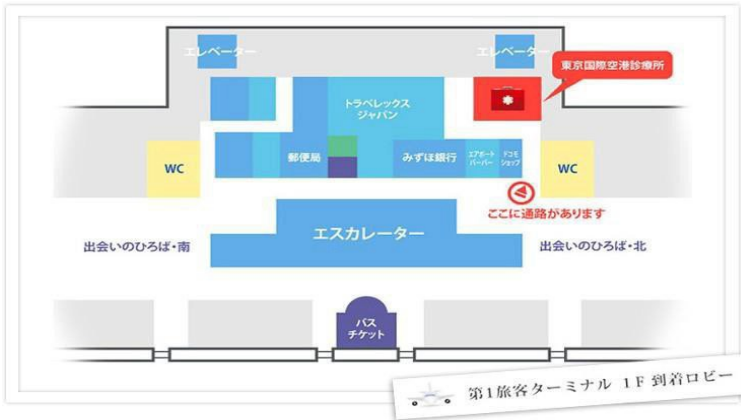 エレベーター
エレベーター
東京国際空港診療所
トラベレックス
ジャパン
WC
郵便局
みずほ銀行
エアポート
バーバー
ドコモ
ショップ
WC
ここに通路があります
出会いのひろば・南
エスカレーター
出会いのひろば・北
バス
チケット
第1旅客ターミナル 1F 到着ロビー